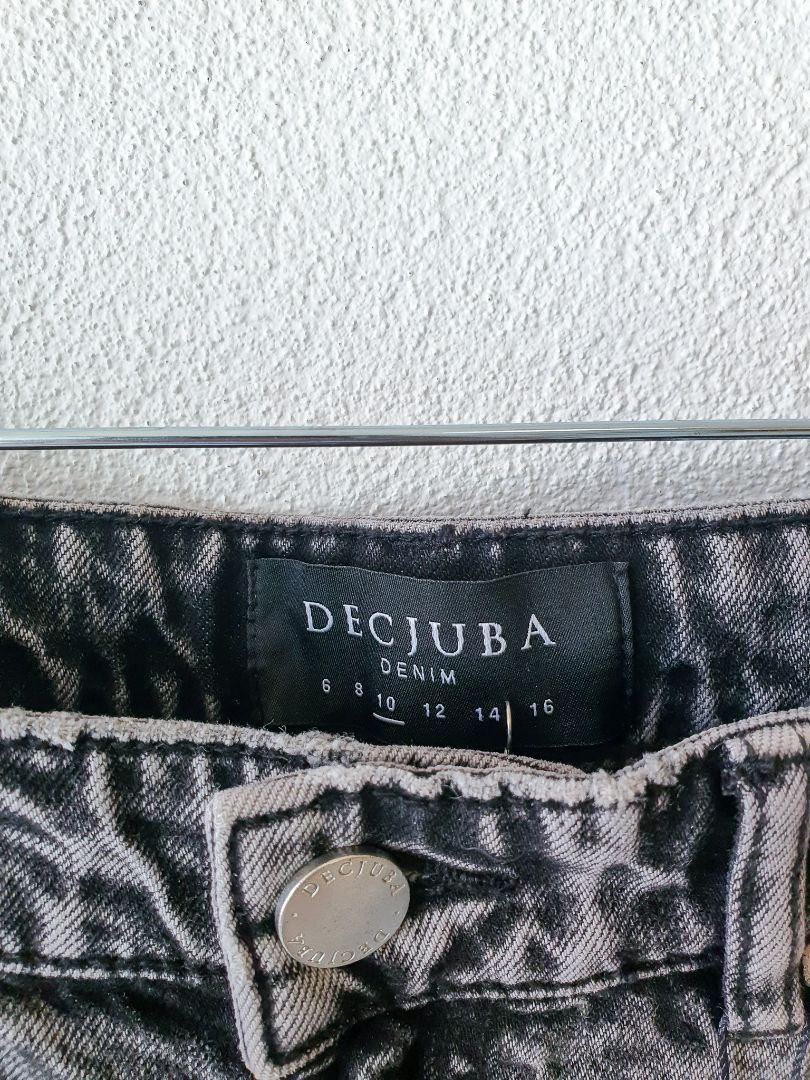 DECJUBA
DENIM
6 8 10 12 14 16
· DECJUBA · DECJUBA